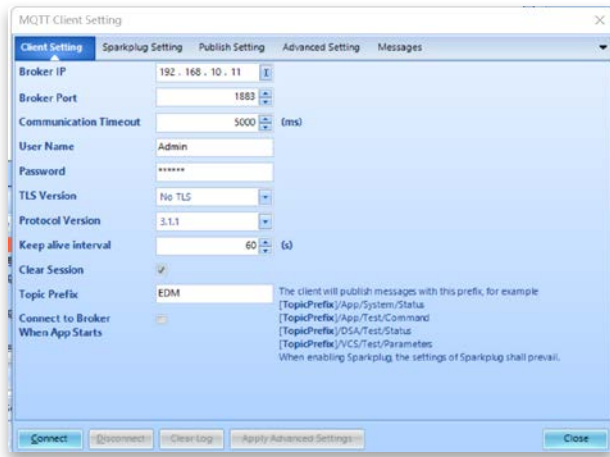 MQTT Client Setting
Client Setting Sparkplug Setting Publish Setting Advanced Setting Messages
Broker IP 192 . 168 . 10 . 11
Broker Port 1883
Communication Timeout 5000 (ms)
User Name Admin
Password ******
TLS Version No TLS
Protocol Version 3.1.1
Keep alive interval 60 (s)
Clear Session
Topic Prefix EDM
Connect to Broker
When App Starts
The client will publish messages with this prefix, for example
[TopicPrefix]/App/System/Status
[TopicPrefix]/App/Test/Command
[TopicPrefix]/DSA/Test/Status
[TopicPrefix]/VCS/Test/Parameters
When enabling Sparkplug, the settings of Sparkplug shall prevail.
Connect Disconnect Clear Log Apply Advanced Settings Close